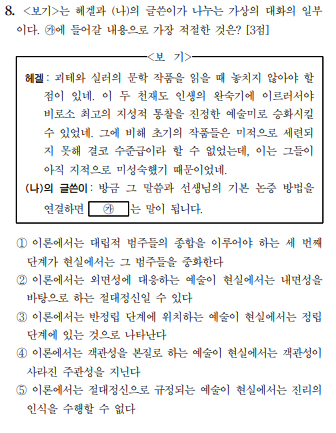 8. <보기>는 헤겔과 (나)의 글쓴이가 나누는 가상의 대화의 일부
이다. ㉮에 들어갈 내용으로 가장 적절한 것은? [3점]
<보 기>
헤겔 : 괴테와 실러의 문학 작품을 읽을 때 놓치지 않아야 할
점이 있네. 이 두 천재도 인생의 완숙기에 이르러서야
비로소 최고의 지성적 통찰을 진정한 예술미로 승화시킬
수 있었네. 그에 비해 초기의 작품들은 미적으로 세련되
지 못해 결코 수준급이라 할 수 없었는데, 이는 그들이
아직 지적으로 미성숙했기 때문이었네.
(나)의 글쓴이 : 방금 그 말씀과 선생님의 기본 논증 방법을
연결하면 ㉮ 는 말이 됩니다.
① 이론에서는 대립적 범주들의 종합을 이루어야 하는 세 번째
단계가 현실에서는 그 범주들을 중화한다
② 이론에서는 외면성에 대응하는 예술이 현실에서는 내면성을
바탕으로 하는 절대정신일 수 있다
③ 이론에서는 반정립 단계에 위치하는 예술이 현실에서는 정립
단계에 있는 것으로 나타난다
④ 이론에서는 객관성을 본질로 하는 예술이 현실에서는 객관성이
사라진 주관성을 지닌다
⑤ 이론에서는 절대정신으로 규정되는 예술이 현실에서는 진리의
인식을 수행할 수 없다